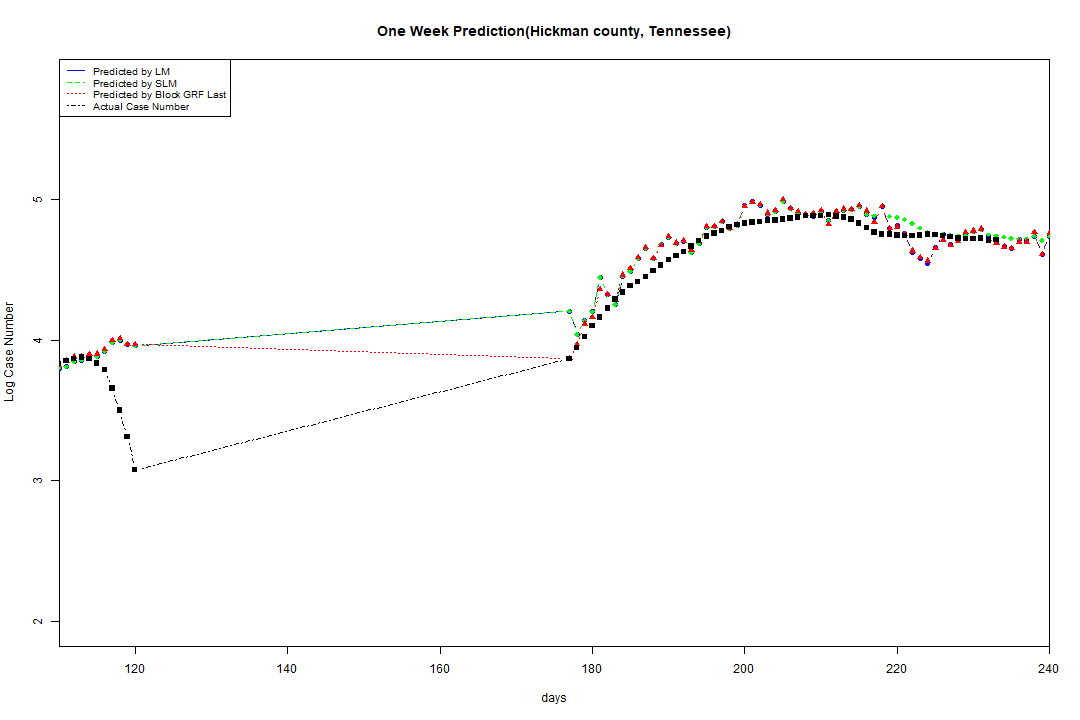 One Week Prediction(Hickman county, Tennessee)
Predicted by LM
Predicted by SLM
Predicted by Block GRF Last
Actual Case Number
5
4
3
2
Log Case Number
120 140 160 180 200 220 240
days